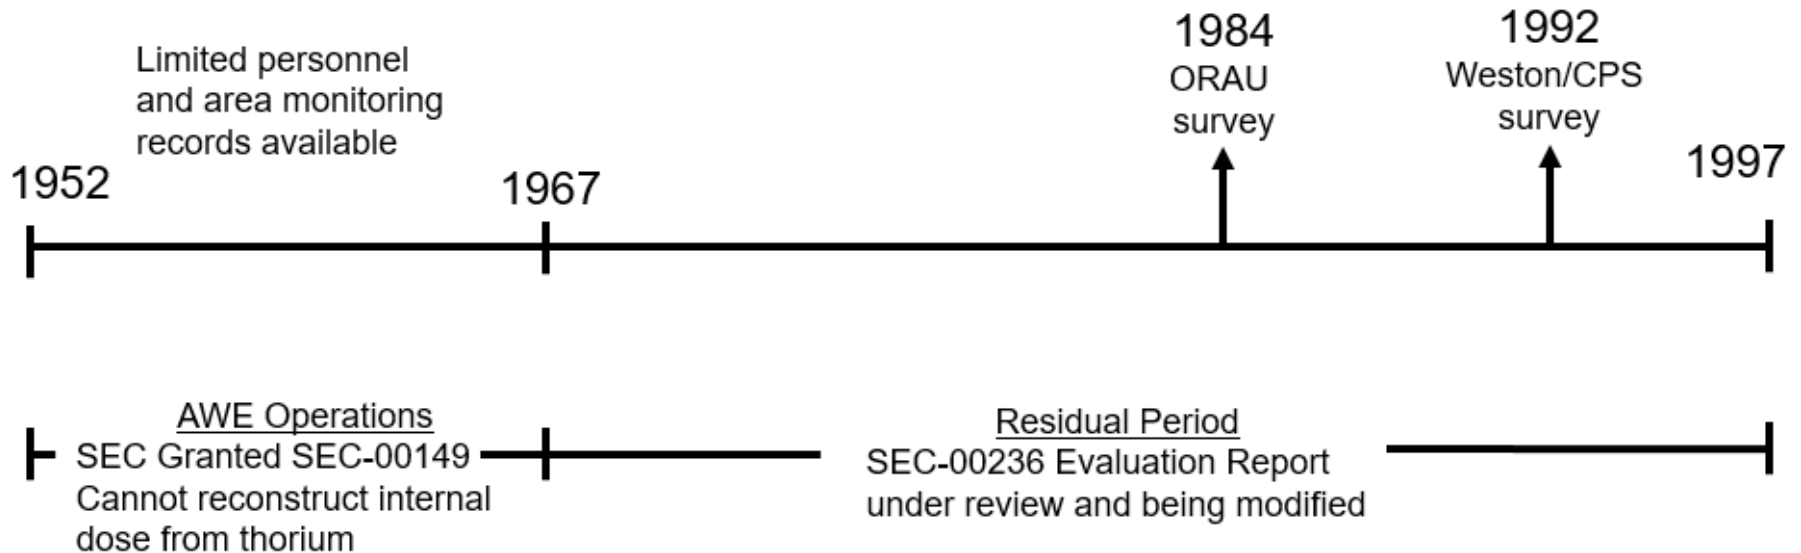 Limited personnel
and area monitoring
records available
1952
1967
1984
ORAU
survey
1992
Weston/CPS
survey
1997
AWE Operations
SEC Granted SEC-00149
Cannot reconstruct internal
dose from thorium
Residual Period
SEC-00236 Evaluation Report
under review and being modified